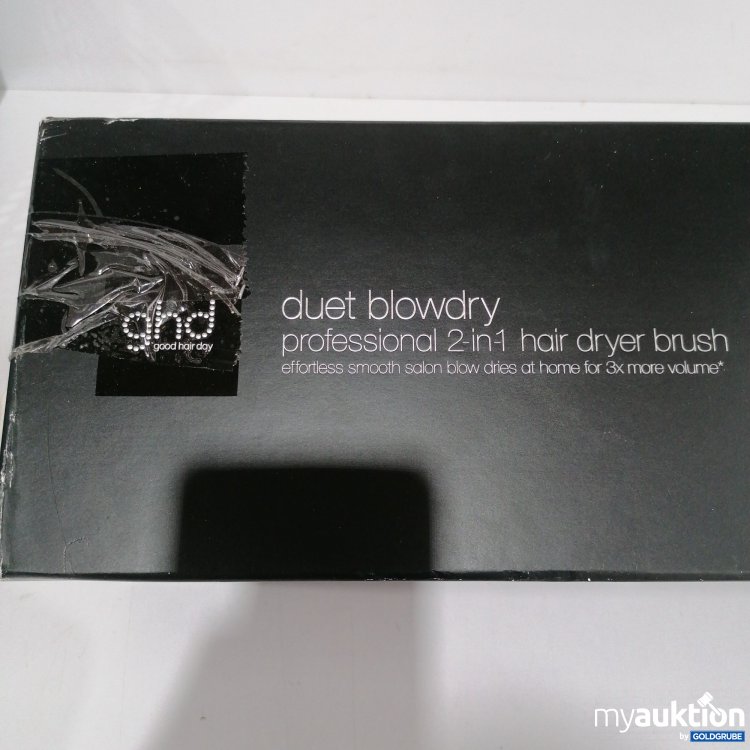 ghd
good hair day
duet blowdry
professional 2-in-1 hair dryer brush
effortless smooth salon blow dries at home for 3x more volume*
myauktion
by GOLDGRUBE